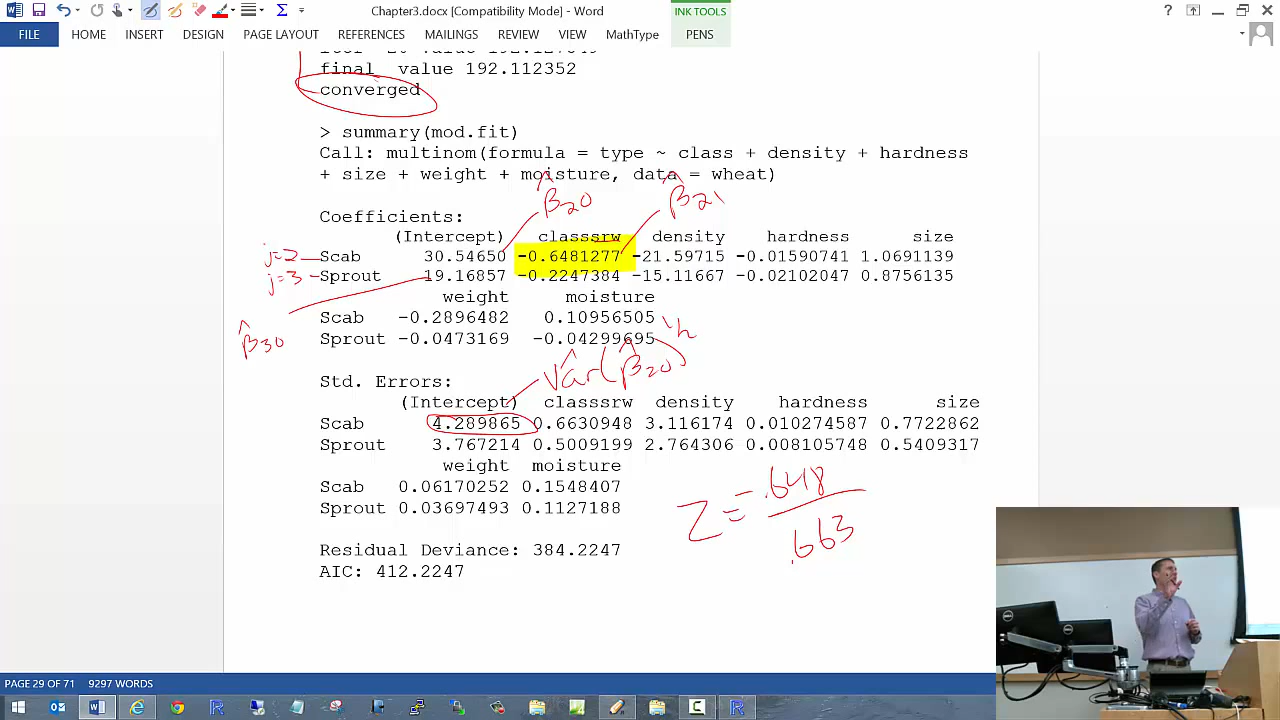 Chapter3.docx [Compatibility Mode] - Word
INK TOOLS
FILE HOME INSERT DESIGN PAGE LAYOUT REFERENCES MAILINGS REVIEW VIEW MathType PENS
final  value 192.112352
converged
> summary(mod.fit)
Call: multinom(formula = type ~ class + density + hardness
+ size + weight + moisture, data = wheat)
β̂20 β̂21
Coefficients:
(Intercept) classsrw density hardness size
j=2 Scab 30.54650 -0.6481277 -21.59715 -0.01590741 1.0691139
j=3 Sprout 19.16857 -0.2247384 -15.11667 -0.02102047 0.8756135
weight moisture
Scab -0.2896482 0.10956505
Sprout -0.0473169 -0.04299695
β̂30
Var̂(β̂20)^1/2
Std. Errors:
(Intercept) classsrw density hardness size
Scab 4.289865 0.6630948 3.116174 0.010274587 0.7722862
Sprout 3.767214 0.5009199 2.764306 0.008105748 0.5409317
weight moisture
Scab 0.06170252 0.1548407
Sprout 0.03697493 0.1127188
Z = -.648 / .663
Residual Deviance: 384.2247
AIC: 412.2247
PAGE 29 OF 71 9297 WORDS